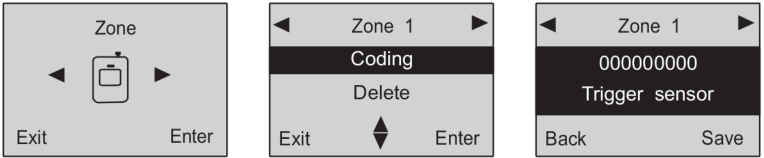 Zone
Exit Enter
Zone 1
Coding
Delete
Exit Enter
Zone 1
000000000
Trigger sensor
Back Save